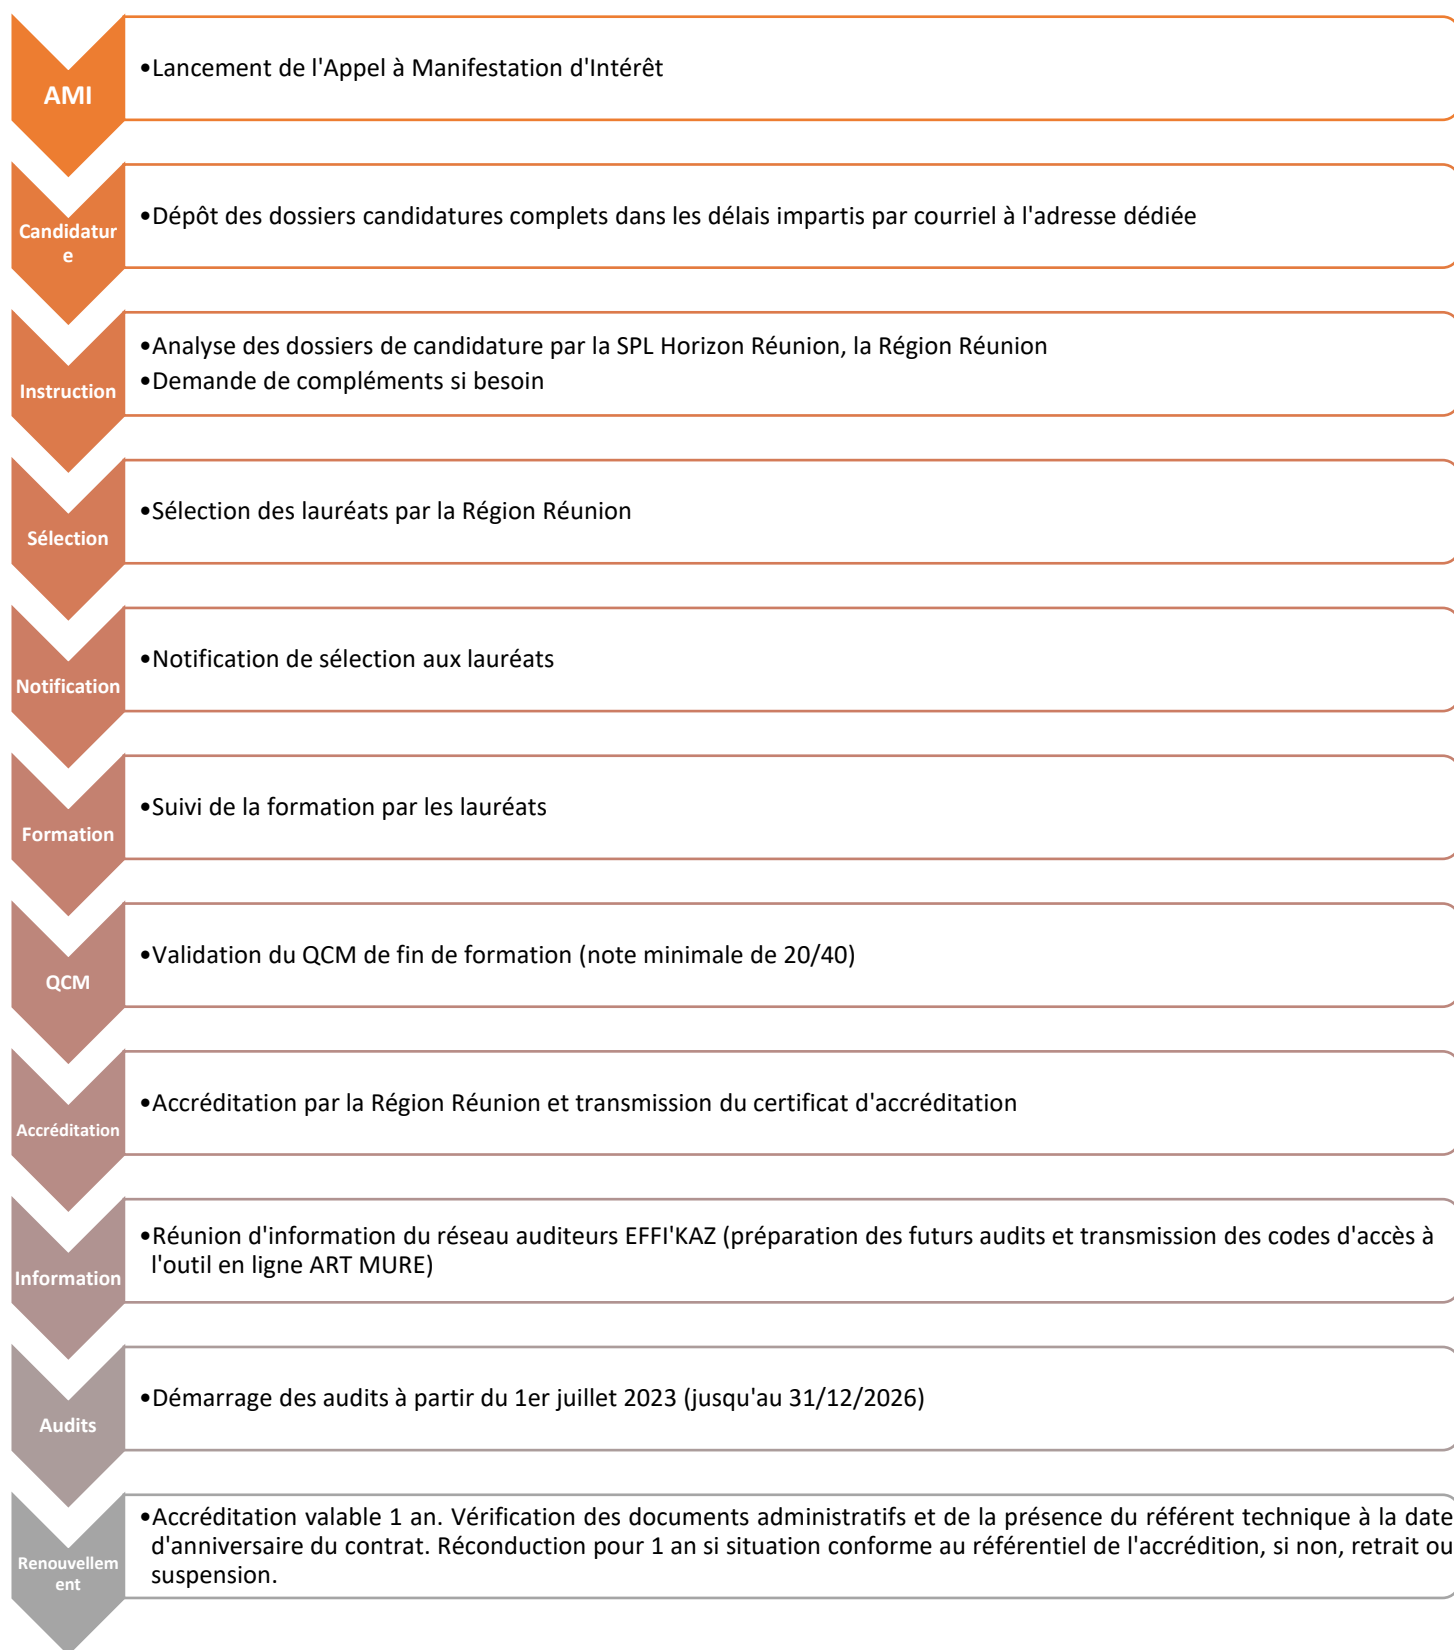 AMI
•Lancement de l'Appel à Manifestation d'Intérêt
Candidatur
e
•Dépôt des dossiers candidatures complets dans les délais impartis par courriel à l'adresse dédiée
Instruction
•Analyse des dossiers de candidature par la SPL Horizon Réunion, la Région Réunion
•Demande de compléments si besoin
Sélection
•Sélection des lauréats par la Région Réunion
Notification
•Notification de sélection aux lauréats
Formation
•Suivi de la formation par les lauréats
QCM
•Validation du QCM de fin de formation (note minimale de 20/40)
Accréditation
•Accréditation par la Région Réunion et transmission du certificat d'accréditation
Information
•Réunion d'information du réseau auditeurs EFFI'KAZ (préparation des futurs audits et transmission des codes d'accès à
l'outil en ligne ART MURE)
Audits
•Démarrage des audits à partir du 1er juillet 2023 (jusqu'au 31/12/2026)
Renouvellem
ent
•Accréditation valable 1 an. Vérification des documents administratifs et de la présence du référent technique à la date
d'anniversaire du contrat. Réconduction pour 1 an si situation conforme au référentiel de l'accrédition, si non, retrait ou
suspension.